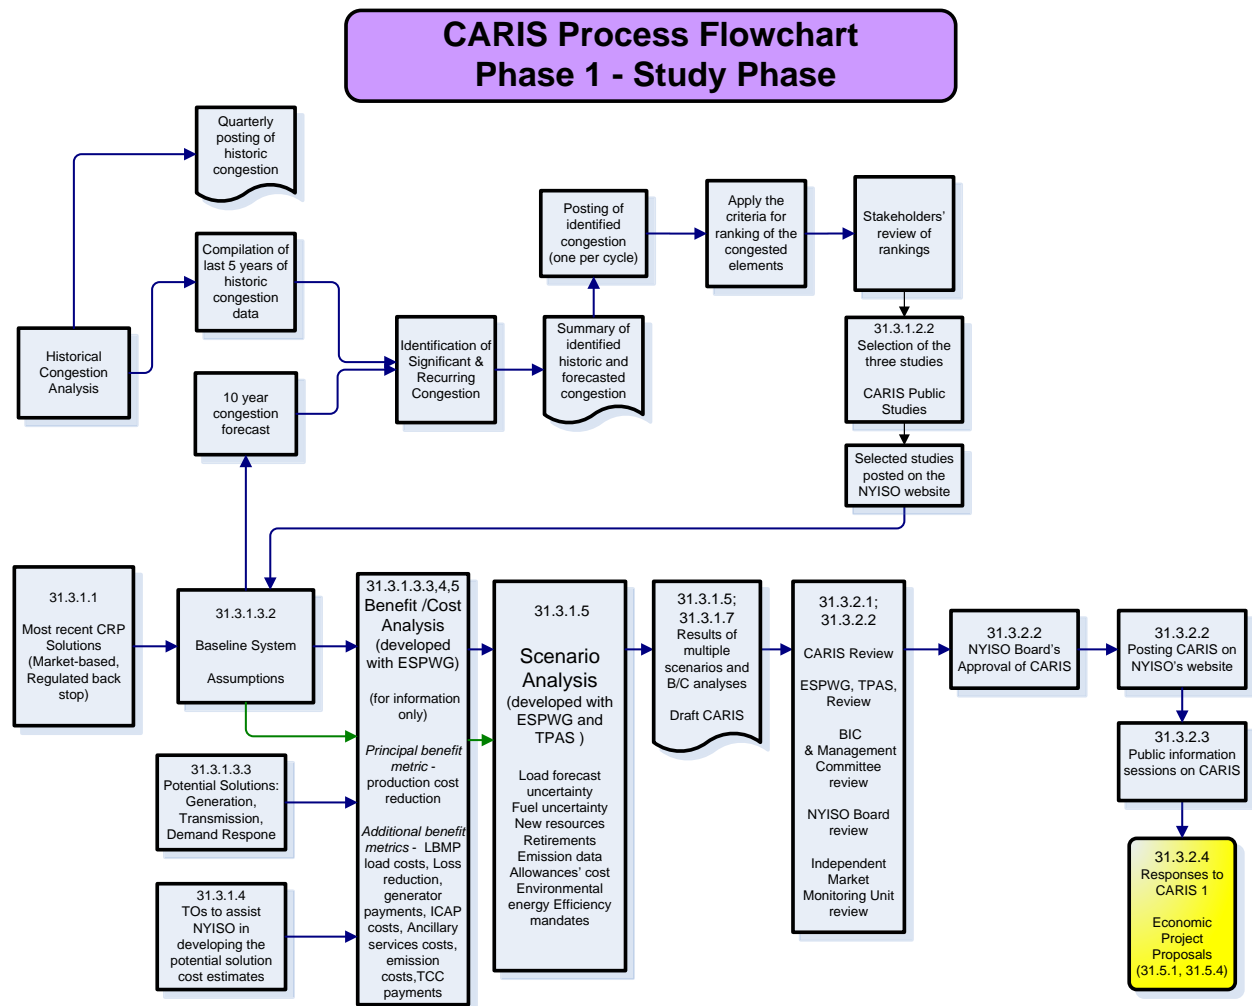 CARIS Process Flowchart
Phase 1 - Study Phase
Quarterly
posting of
historic
congestion
Compilation of
last 5 years of
historic
congestion
data
Historical
Congestion
Analysis
10 year
congestion
forecast
Identification of
Significant &
Recurring
Congestion
Summary of
identified
historic and
forecasted
congestion
Posting of
identified
congestion
(one per cycle)
Apply the
criteria for
ranking of the
congested
elements
Stakeholders'
review of
rankings
31.3.1.2.2
Selection of the
three studies
CARIS Public
Studies
Selected studies
posted on the
NYISO website
31.3.1.1
Most recent CRP
Solutions
(Market-based,
Regulated back
stop)
31.3.1.3.2
Baseline System
Assumptions
31.3.1.3.3
Potential Solutions:
Generation,
Transmission,
Demand Respone
31.3.1.4
TOs to assist
NYISO in
developing the
potential solution
cost estimates
31.3.1.3.3,4,5
Benefit /Cost
Analysis
(developed
with ESPWG)
(for information
only)
Principal benefit
metric -
production cost
reduction
Additional benefit
metrics - LBMP
load costs, Loss
reduction,
generator
payments, ICAP
costs, Ancillary
services costs,
emission
costs,TCC
payments
31.3.1.5
Scenario
Analysis
(developed with
ESPWG and
TPAS )
Load forecast
uncertainty
Fuel uncertainty
New resources
Retirements
Emission data
Allowances' cost
Environmental
energy Efficiency
mandates
31.3.1.5;
31.3.1.7
Results of
multiple
scenarios and
B/C analyses
Draft CARIS
31.3.2.1;
31.3.2.2
CARIS Review
ESPWG, TPAS,
Review
BIC
& Management
Committee
review
NYISO Board
review
Independent
Market
Monitoring Unit
review
31.3.2.2
NYISO Board's
Approval of CARIS
31.3.2.2
Posting CARIS on
NYISO's website
31.3.2.3
Public information
sessions on CARIS
31.3.2.4
Responses to
CARIS 1
Economic
Project
Proposals
(31.5.1, 31.5.4)